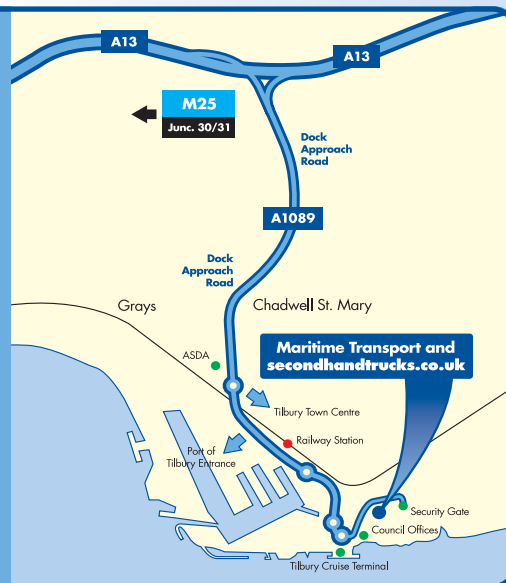 A13
A13
M25
Junc. 30/31
Dock
Approach
Road
A1089
Dock
Approach
Road
Grays
Chadwell St. Mary
Maritime Transport and
secondhandtrucks.co.uk
ASDA
Tilbury Town Centre
Railway Station
Port of
Tilbury Entrance
Security Gate
Council Offices
Tilbury Cruise Terminal